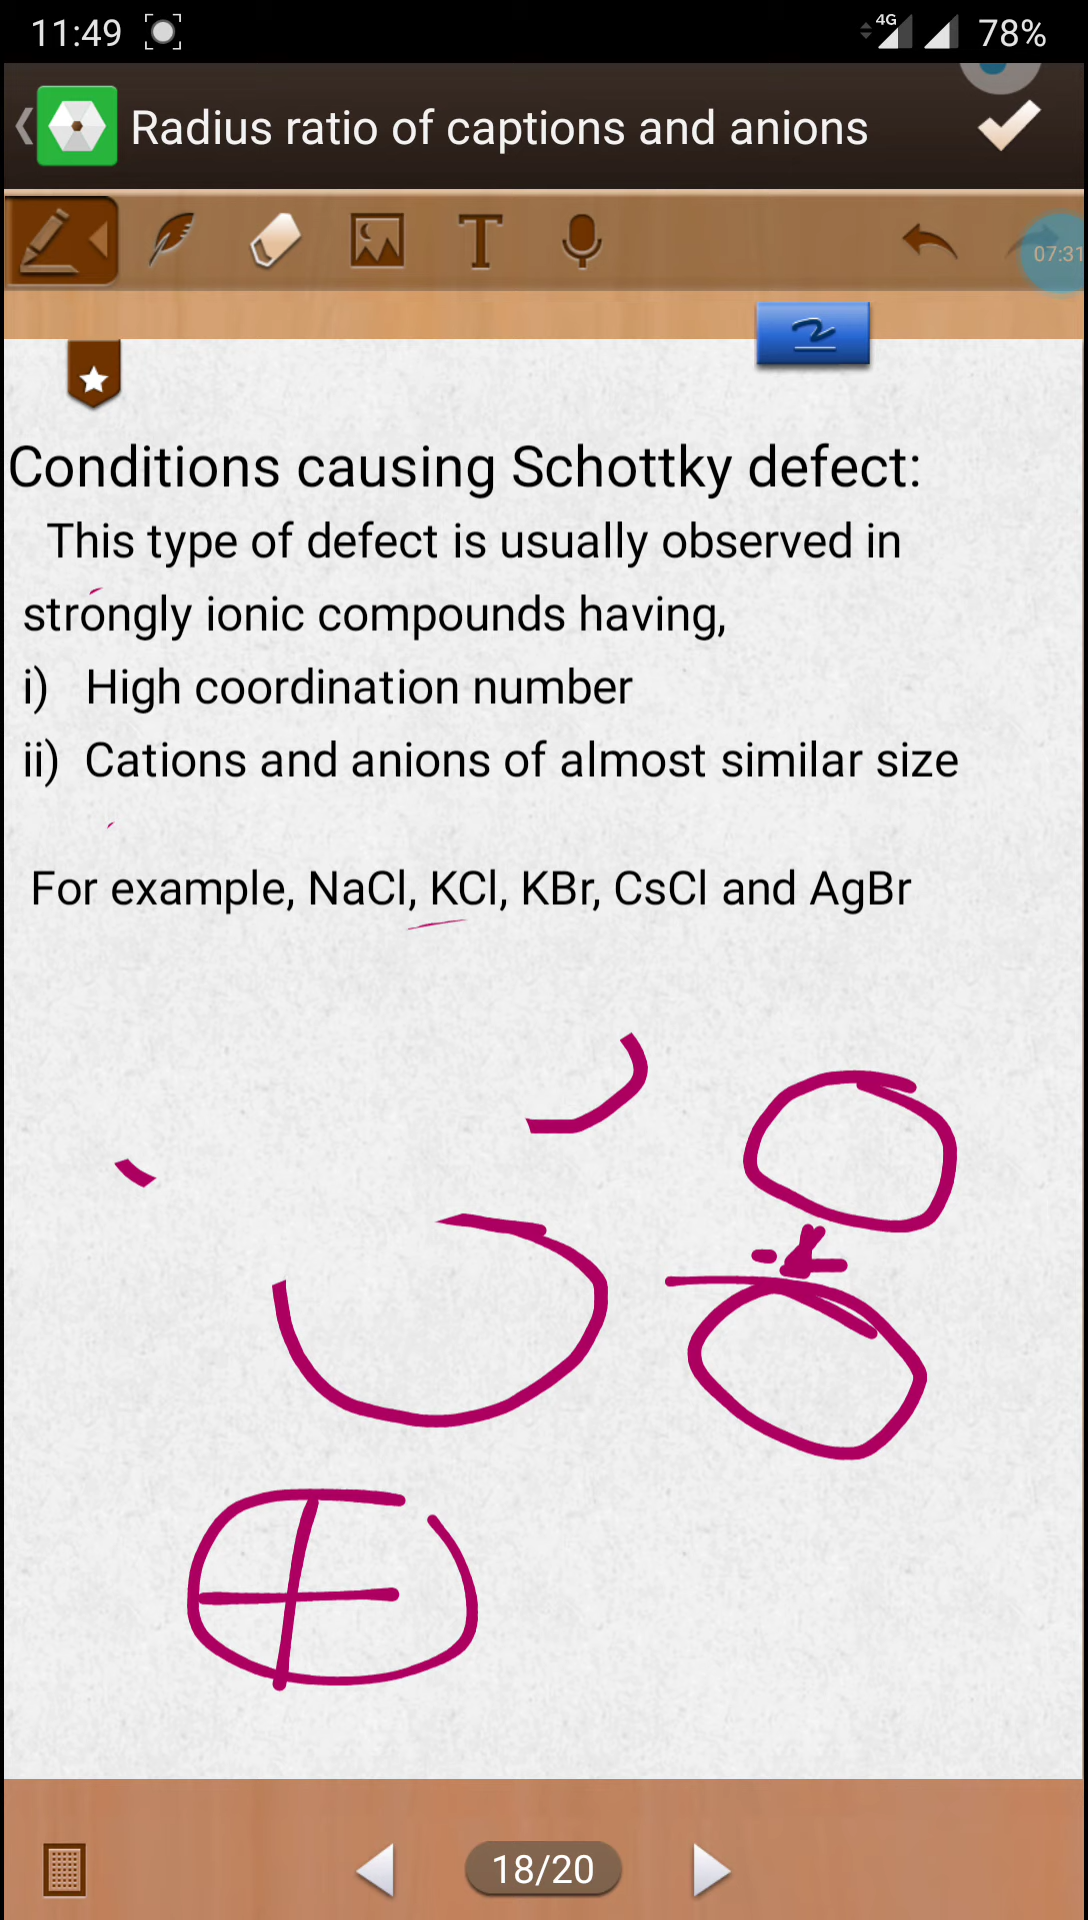 11:49
4G
78%
Radius ratio of captions and anions
T
07:31
Conditions causing Schottky defect:
This type of defect is usually observed in
strongly ionic compounds having,
i) High coordination number
ii) Cations and anions of almost similar size
For example, NaCl, KCl, KBr, CsCl and AgBr
18/20